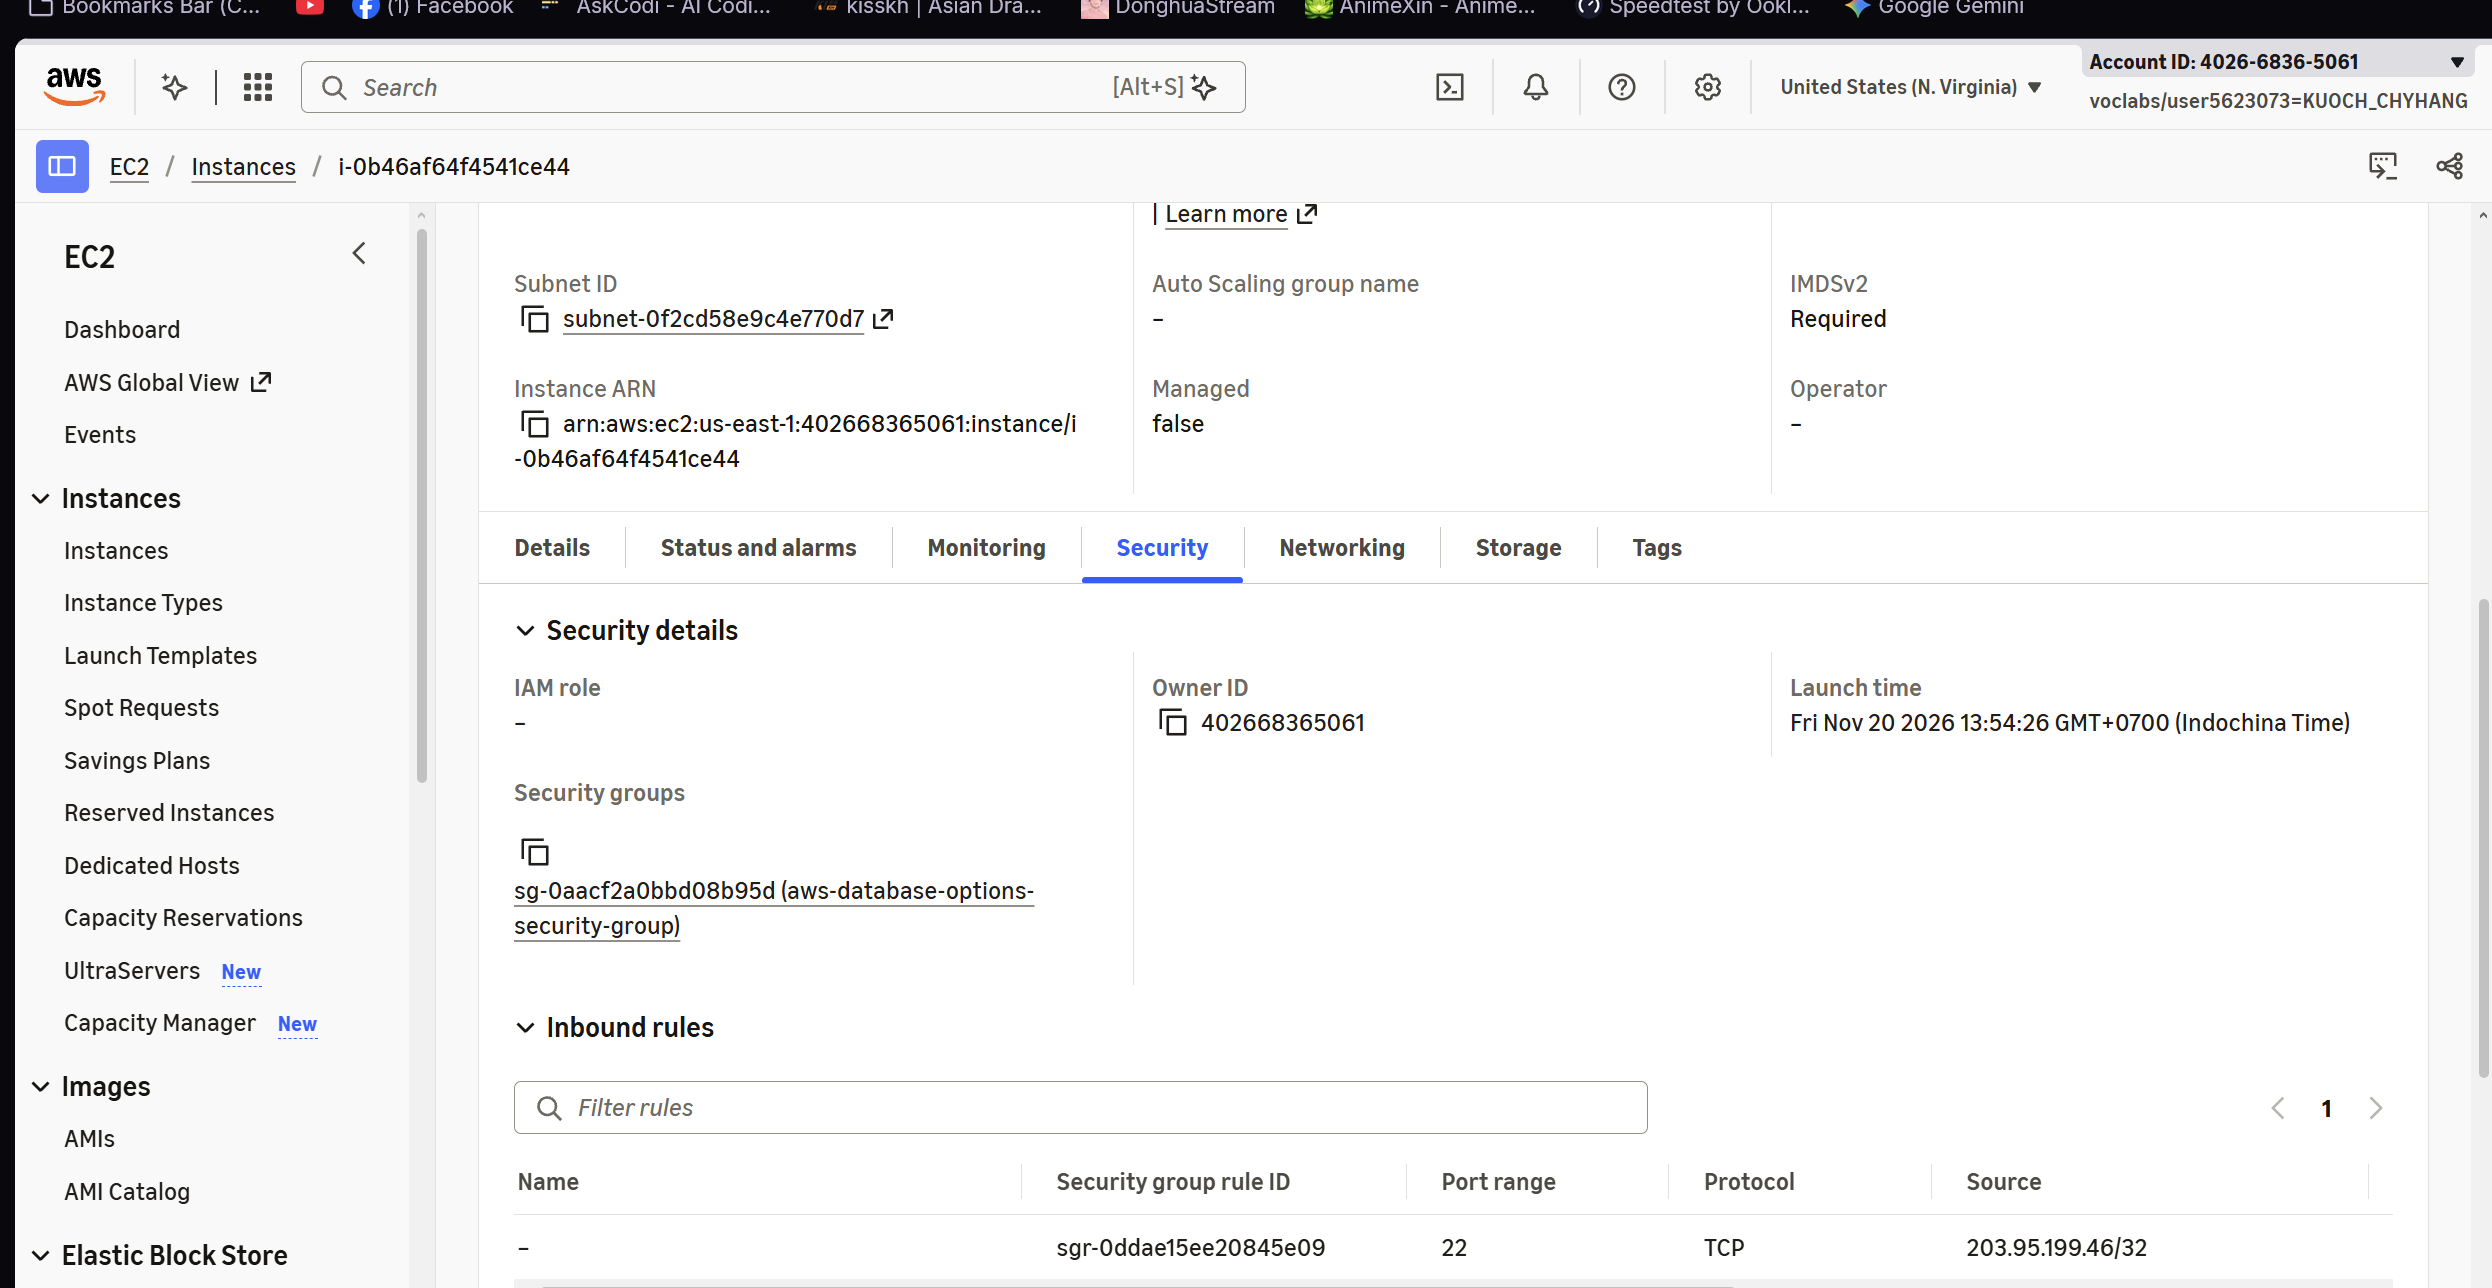 Bookmarks Bar (C...
(1) Facebook
AskCodi - AI Codi...
kisskh | Asian Dra...
DonghuaStream
AnimeXin - Anime...
Speedtest by Ookl...
Google Gemini
aws
Search
[Alt+S]
United States (N. Virginia)
Account ID: 4026-6836-5061
voclabs/user5623073=KUOCH_CHYHANG
EC2 / Instances / i-0b46af64f4541ce44
EC2
Dashboard
AWS Global View
Events
Instances
Instances
Instance Types
Launch Templates
Spot Requests
Savings Plans
Reserved Instances
Dedicated Hosts
Capacity Reservations
UltraServers New
Capacity Manager New
Images
AMIs
AMI Catalog
Elastic Block Store
| Learn more
Subnet ID
subnet-0f2cd58e9c4e770d7
Auto Scaling group name
–
IMDSv2
Required
Instance ARN
arn:aws:ec2:us-east-1:402668365061:instance/i
-0b46af64f4541ce44
Managed
false
Operator
–
Details
Status and alarms
Monitoring
Security
Networking
Storage
Tags
Security details
IAM role
–
Owner ID
402668365061
Launch time
Fri Nov 20 2026 13:54:26 GMT+0700 (Indochina Time)
Security groups
sg-0aacf2a0bbd08b95d (aws-database-options-
security-group)
Inbound rules
Filter rules
1
Name
Security group rule ID
Port range
Protocol
Source
–
sgr-0ddae15ee20845e09
22
TCP
203.95.199.46/32